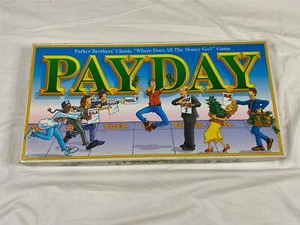 Parker Brothers' Classic "Where Does All The Money Go?" Game
PAYDAY